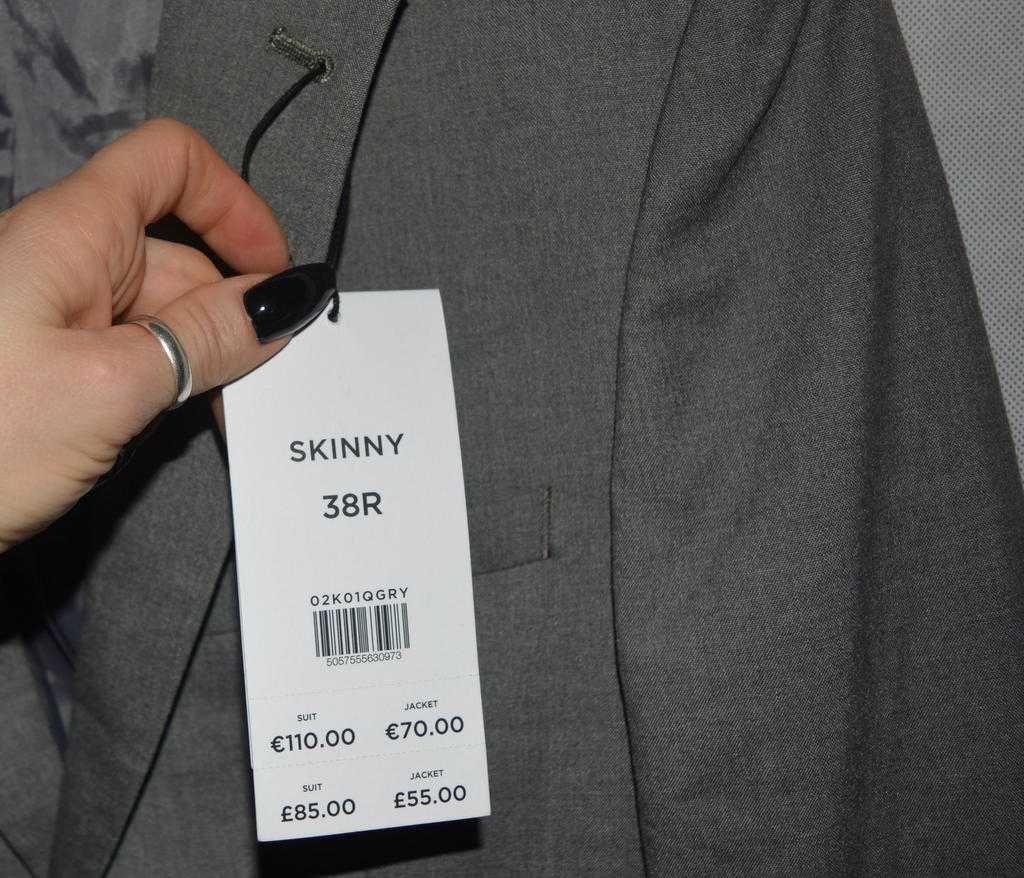 SKINNY
38R
02K01QGRY
5057555630973
SUIT JACKET
€110.00 €70.00
SUIT JACKET
£85.00 £55.00